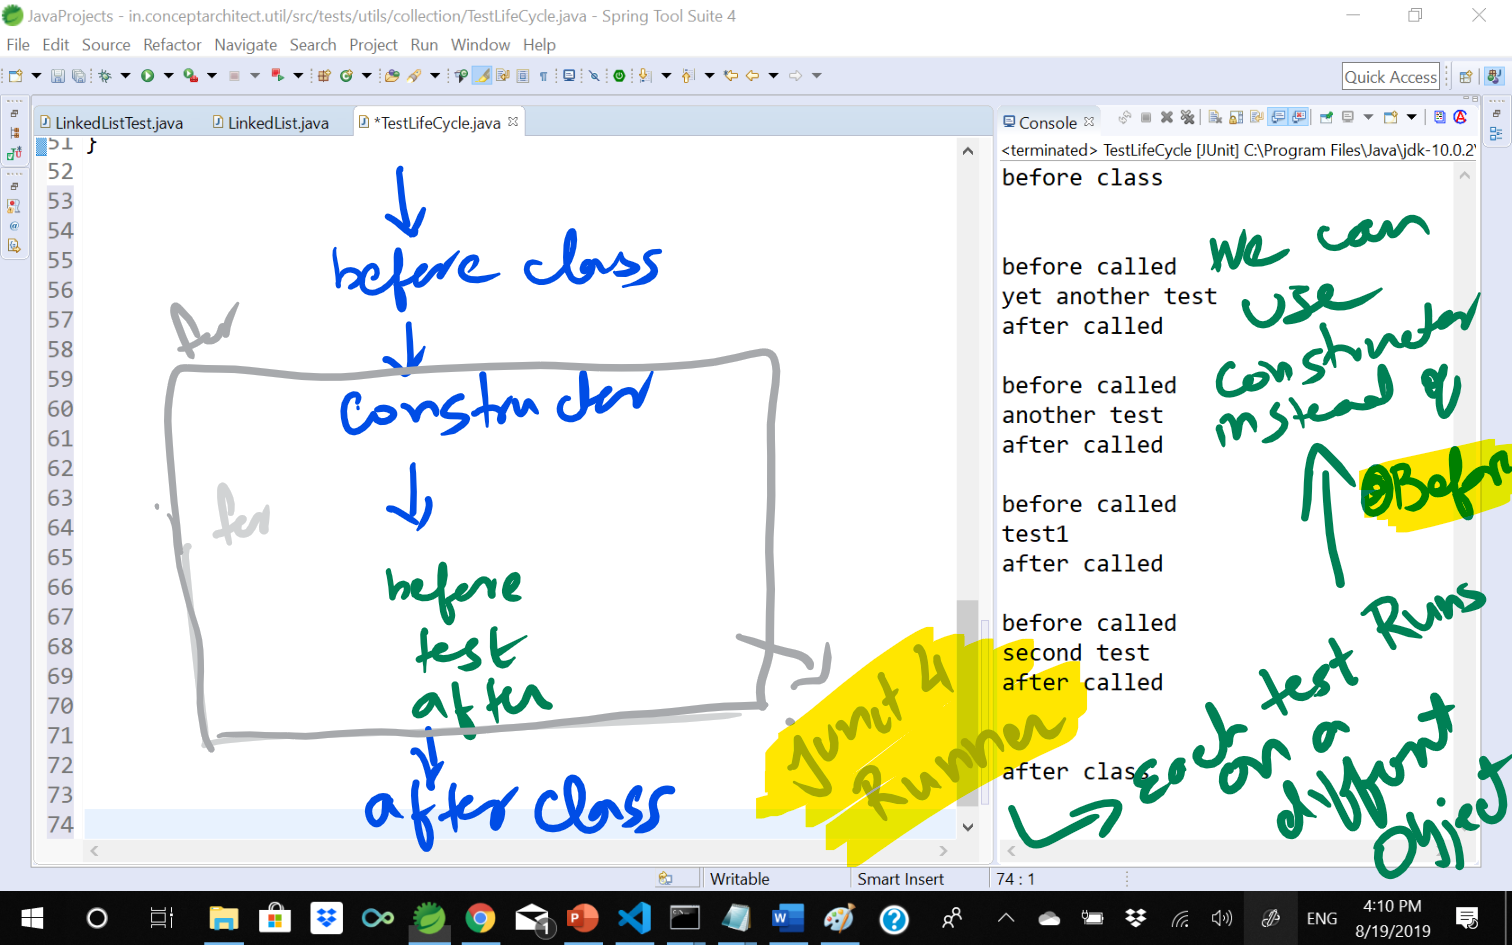 JavaProjects - in.conceptarchitect.util/src/tests/utils/collection/TestLifeCycle.java - Spring Tool Suite 4
File Edit Source Refactor Navigate Search Project Run Window Help
Quick Access
LinkedListTest.java LinkedList.java *TestLifeCycle.java
51 }
52
53
54
55
56
57
58
59
60
61
62
63
64
65
66
67
68
69
70
71
72
73
74
before class
constructor
before
test
after
after class
Junit 4
Runner
Console
<terminated> TestLifeCycle [JUnit] C:\Program Files\Java\jdk-10.0.2\
before class
before called
yet another test
after called
before called
another test
after called
before called
test1
after called
before called
second test
after called
after class
We can
use
constructor
instead of
@Before
Each test Runs
on a
different
object
Writable Smart Insert 74 : 1
1
ENG
4:10 PM
8/19/2019